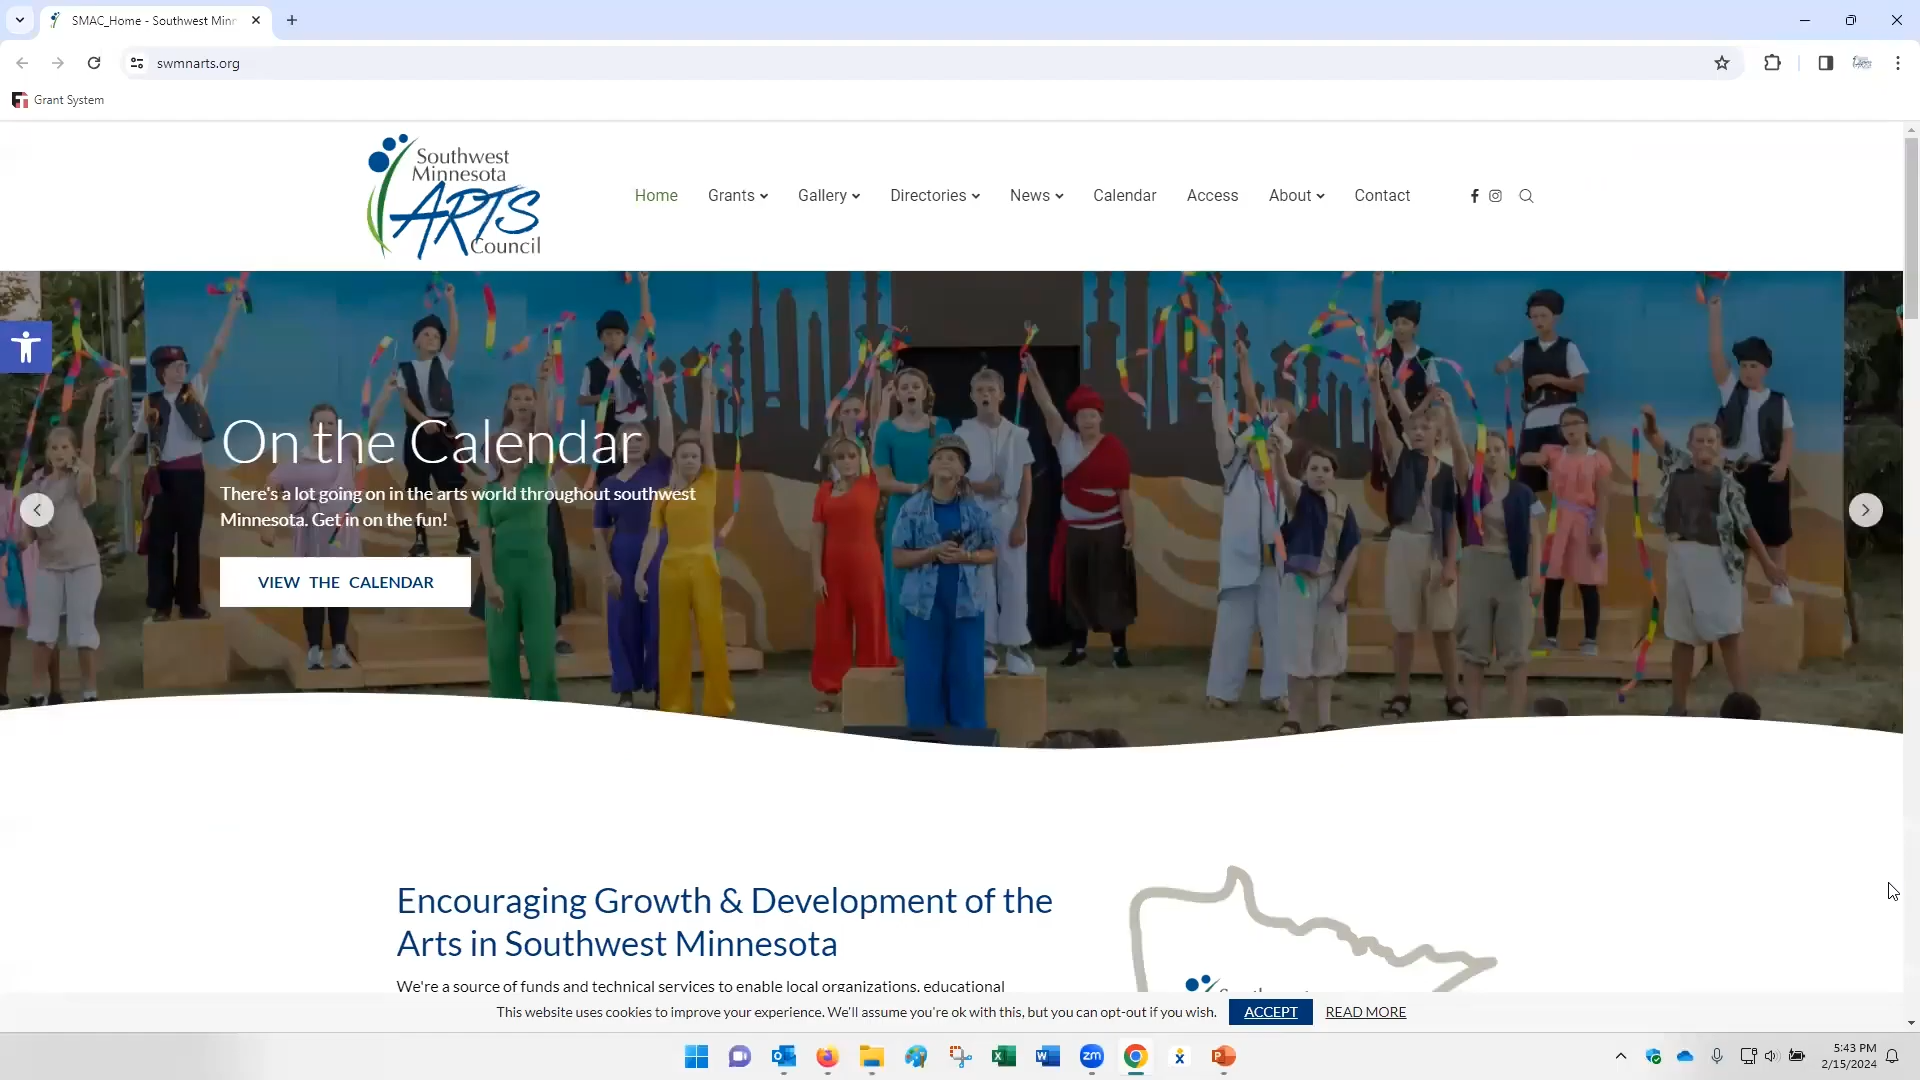 SMAC_Home - Southwest Minn
swmnarts.org
Grant System
Southwest
Minnesota
ARTS
Council
Home
Grants
Gallery
Directories
News
Calendar
Access
About
Contact
On the Calendar
There's a lot going on in the arts world throughout southwest
Minnesota. Get in on the fun!
VIEW THE CALENDAR
Encouraging Growth & Development of the
Arts in Southwest Minnesota
We're a source of funds and technical services to enable local organizations, educational
This website uses cookies to improve your experience. We'll assume you're ok with this, but you can opt-out if you wish.
ACCEPT
READ MORE
zm
5:43 PM
2/15/2024